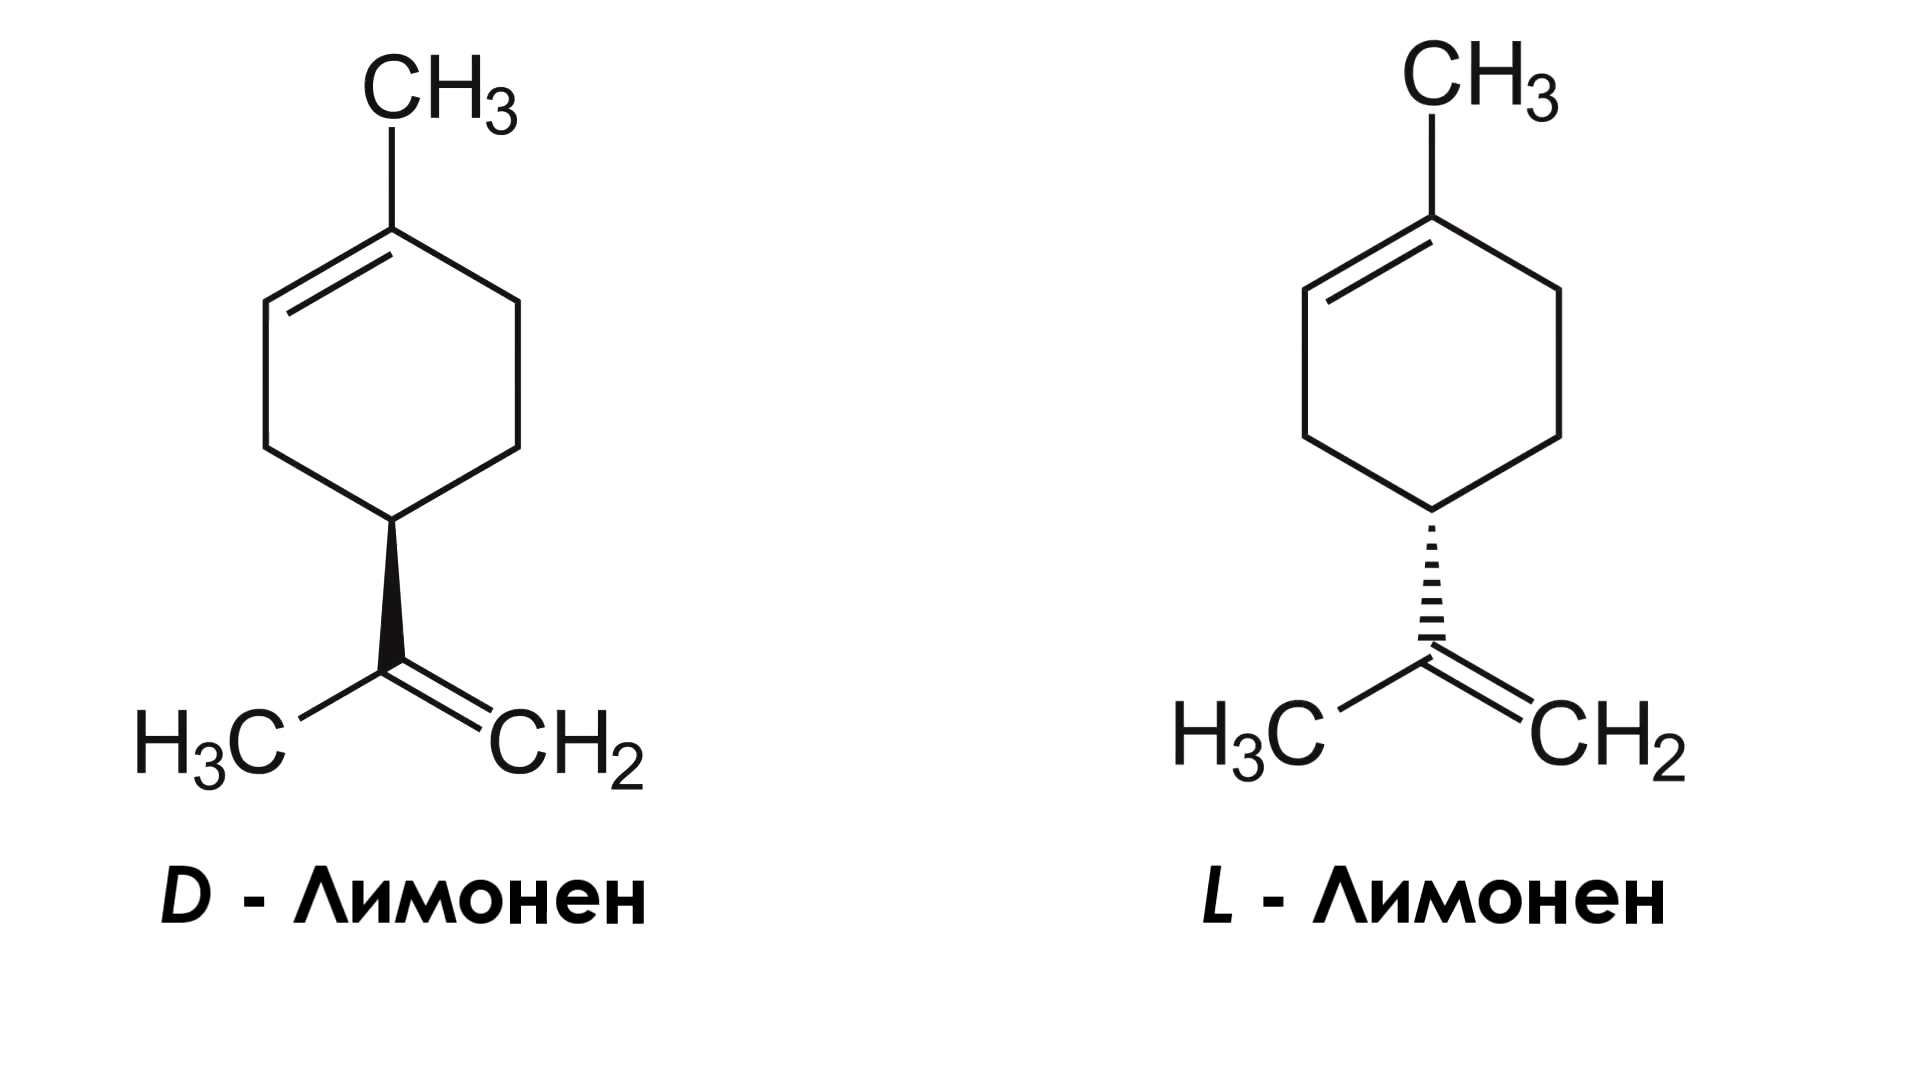 CH3
H3C CH2
D - Лимонен
CH3
H3C CH2
L - Лимонен